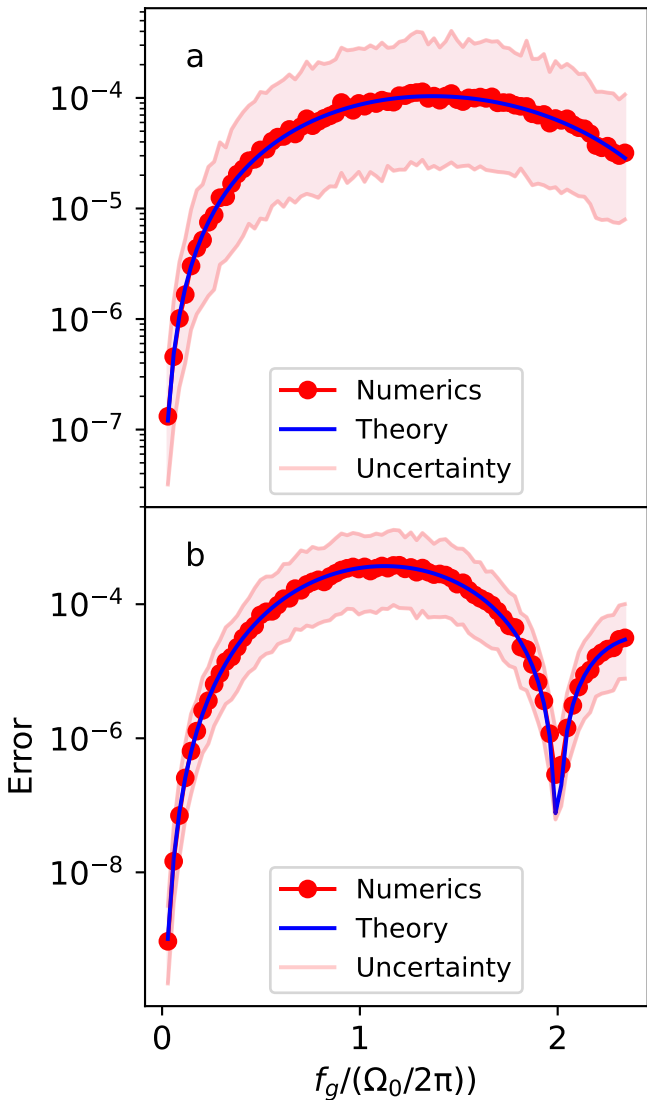 a
10⁻⁴
10⁻⁵
10⁻⁶
10⁻⁷
Numerics
Theory
Uncertainty
b
10⁻⁴
10⁻⁶
10⁻⁸
Error
Numerics
Theory
Uncertainty
0 1 2
f_g/(Ω₀/2π))